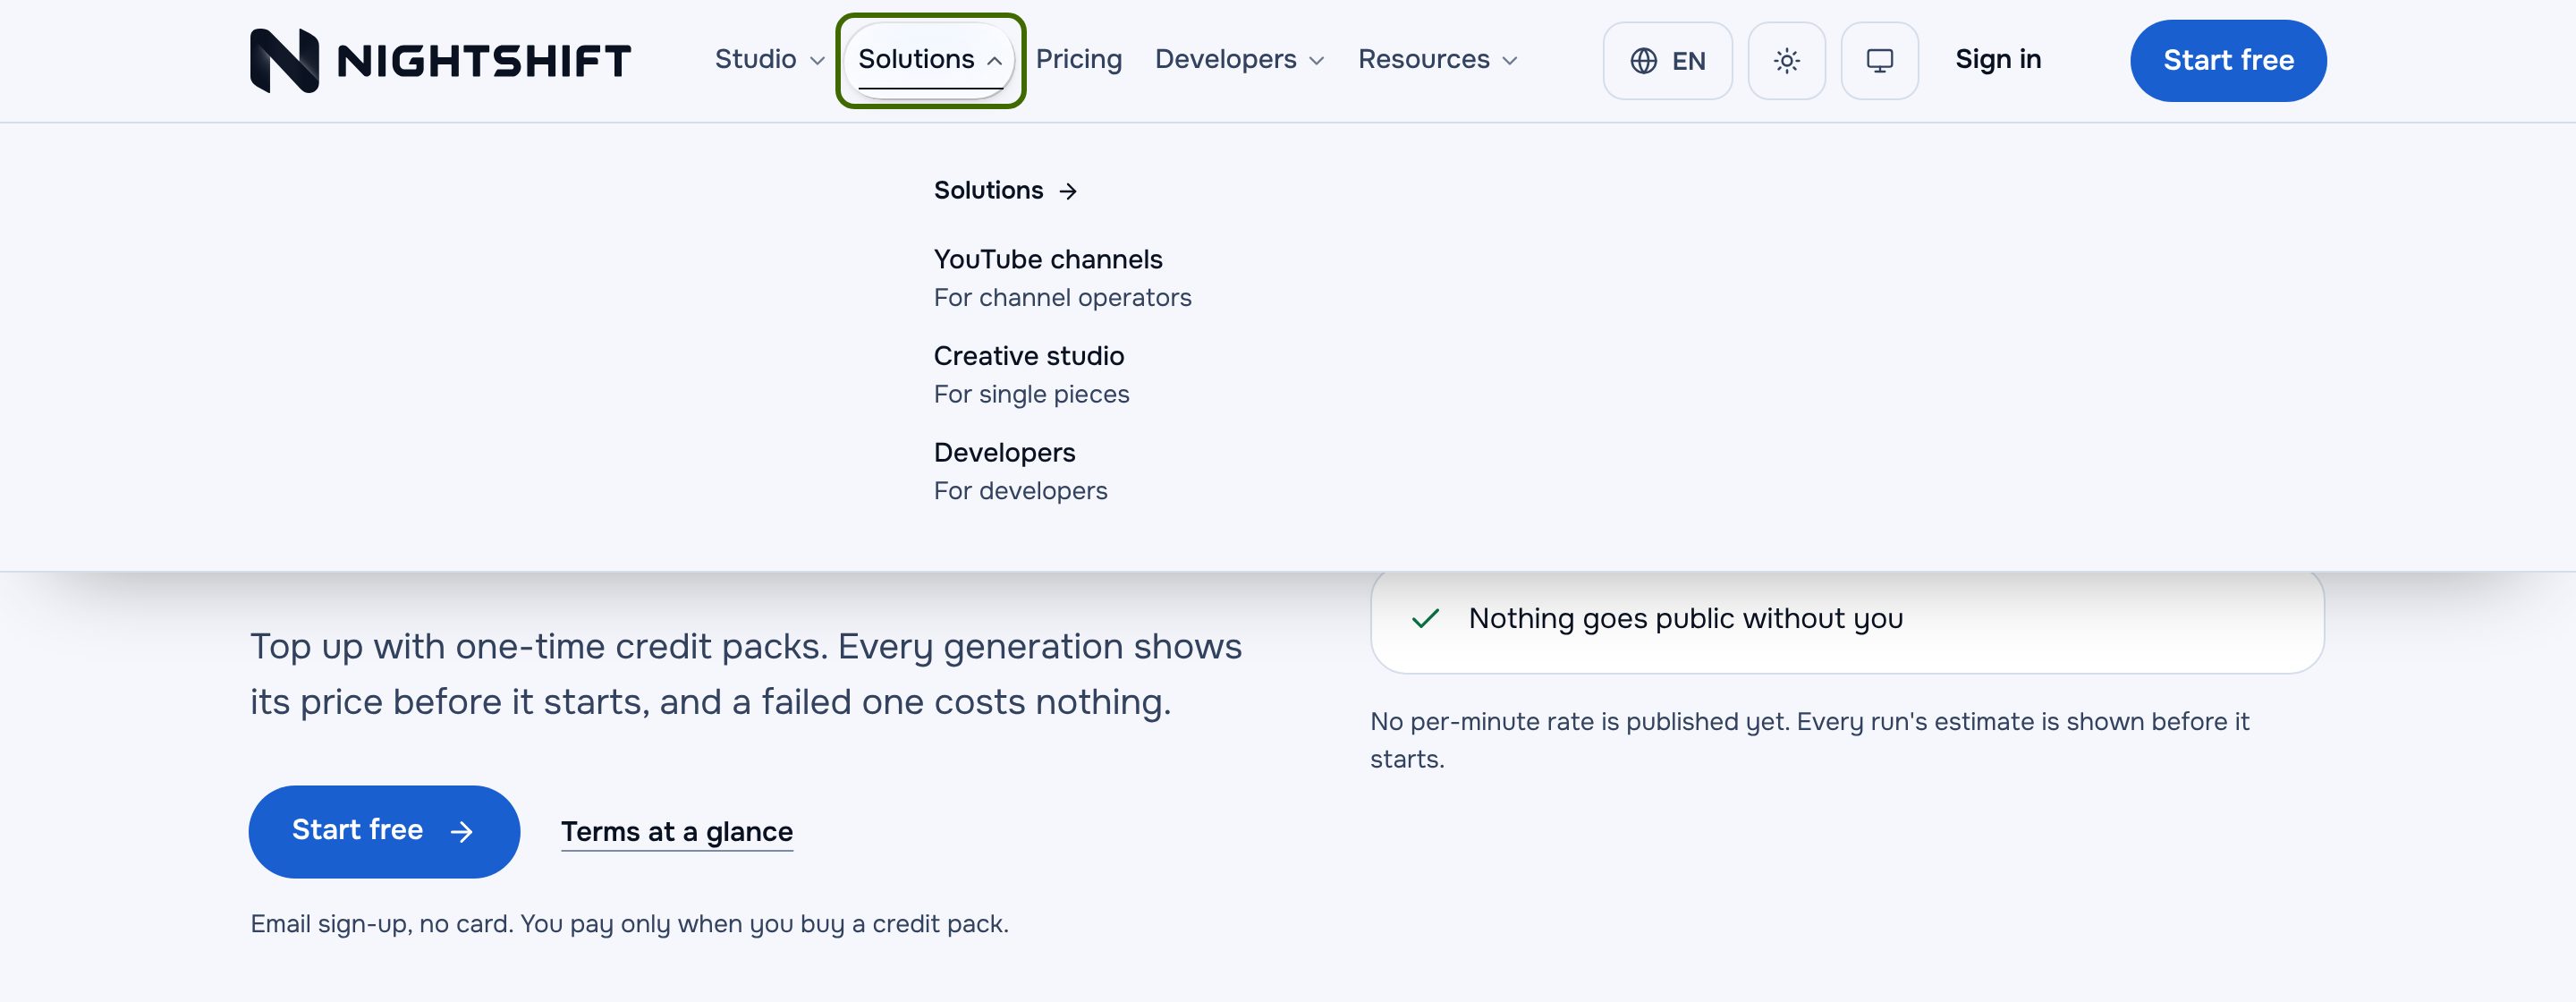 NIGHTSHIFT
Studio
Solutions
Pricing
Developers
Resources
EN
Sign in
Start free
Solutions →
YouTube channels
For channel operators
Creative studio
For single pieces
Developers
For developers
Top up with one-time credit packs. Every generation shows
its price before it starts, and a failed one costs nothing.
Start free →
Terms at a glance
Email sign-up, no card. You pay only when you buy a credit pack.
Nothing goes public without you
No per-minute rate is published yet. Every run's estimate is shown before it
starts.